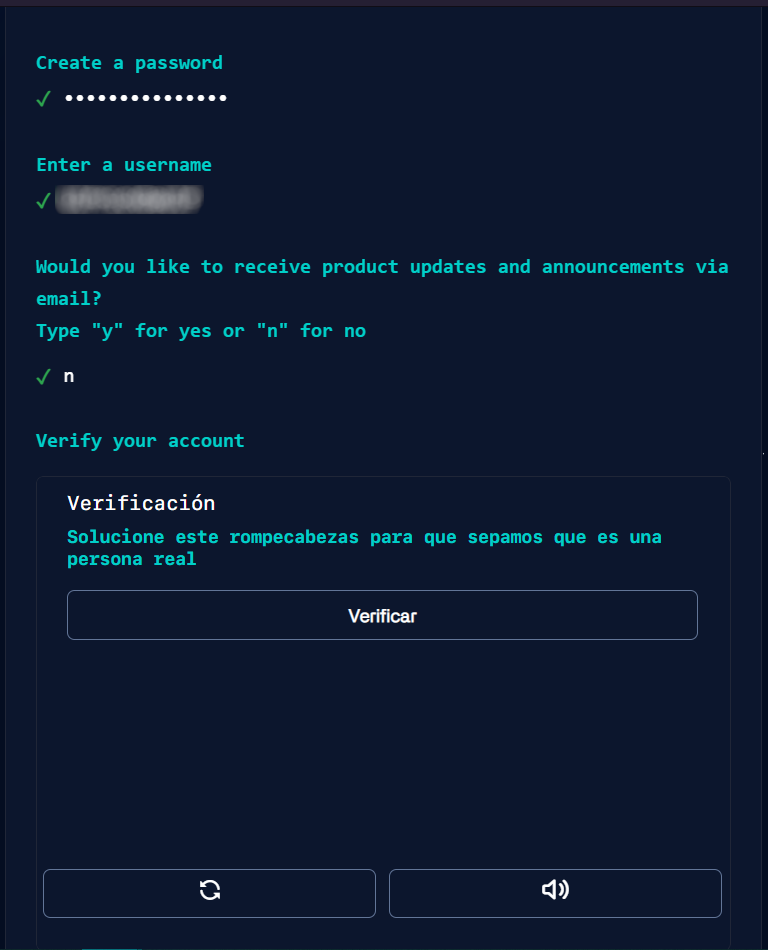 Create a password
✓ •••••••••••••••
Enter a username
✓
Would you like to receive product updates and announcements via
email?
Type "y" for yes or "n" for no
✓ n
Verify your account
Verificación
Solucione este rompecabezas para que sepamos que es una
persona real
Verificar